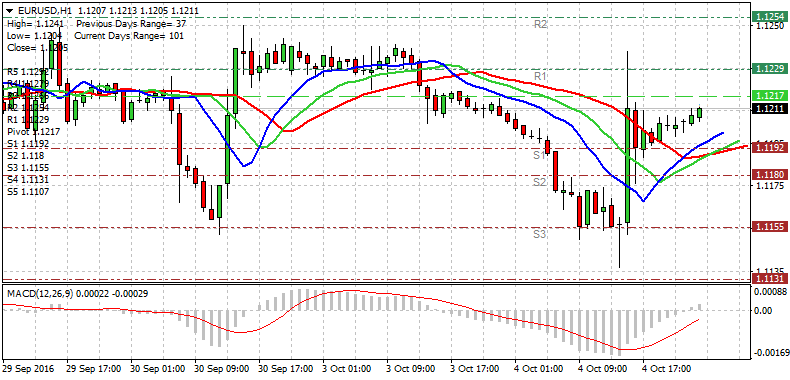 EURUSD,H1 1.1207 1.1213 1.1205 1.1211
High= 1.1241 Previous Days Range= 37
Low= 1.1204 Current Days Range= 101
Close= 1.1205
R5 1.1291
R4 1.1279
R2 1.1254
R1 1.1229
Pivot 1.1217
S1 1.1192
S2 1.118
S3 1.1155
S4 1.1131
S5 1.1107
R2
R1
S1
S2
S3
1.1254
1.1229
1.1217
1.1211
1.1192
1.1180
1.1175
1.1155
1.1135
1.1131
MACD(12,26,9) 0.00022 -0.00029
0.00088
0.00
-0.00169
29 Sep 2016
29 Sep 17:00
30 Sep 01:00
30 Sep 09:00
30 Sep 17:00
3 Oct 01:00
3 Oct 09:00
3 Oct 17:00
4 Oct 01:00
4 Oct 09:00
4 Oct 17:00